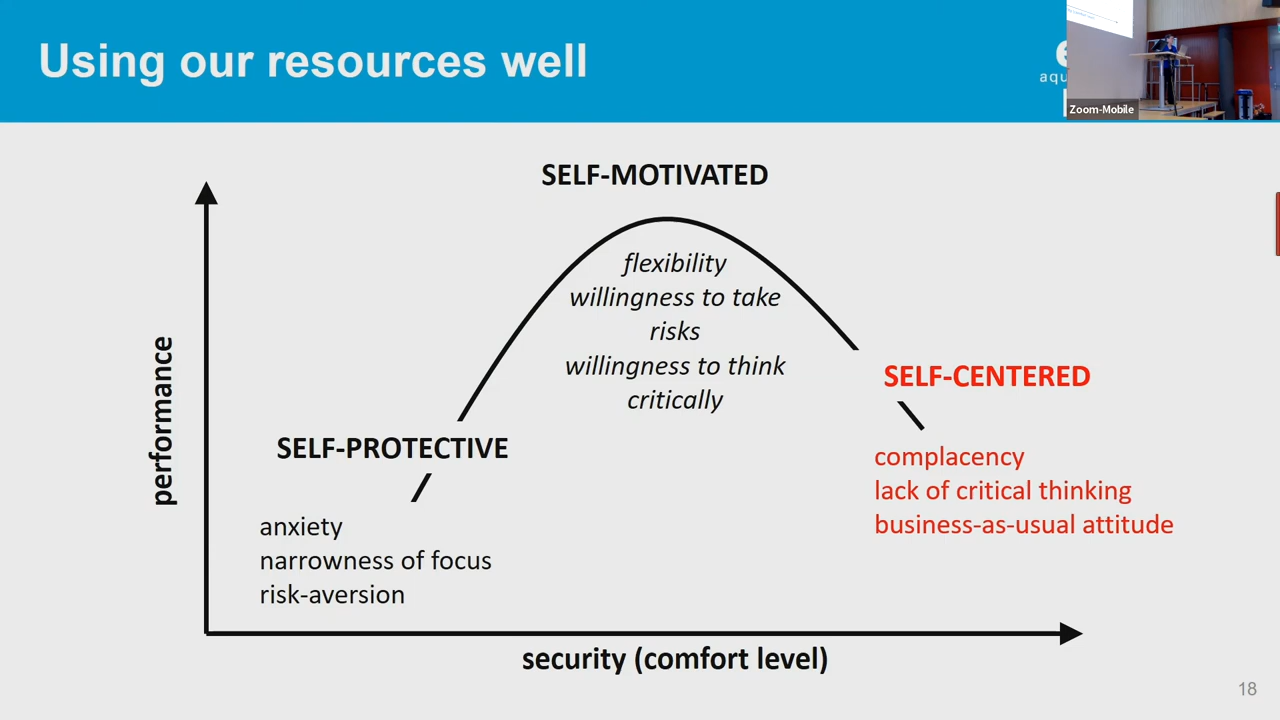 Using our resources well
aqu
Zoom-Mobile
SELF-MOTIVATED
flexibility
willingness to take
risks
willingness to think
critically
SELF-CENTERED
complacency
lack of critical thinking
business-as-usual attitude
SELF-PROTECTIVE
anxiety
narrowness of focus
risk-aversion
performance
security (comfort level)
18